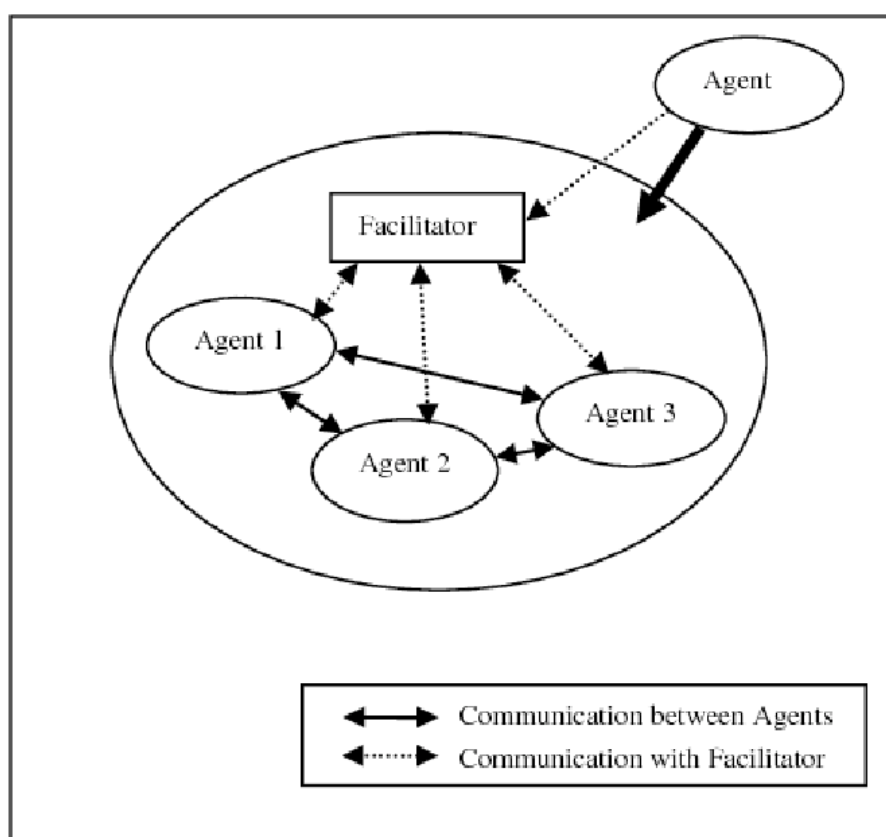 Agent
Facilitator
Agent 1
Agent 3
Agent 2
Communication between Agents
Communication with Facilitator